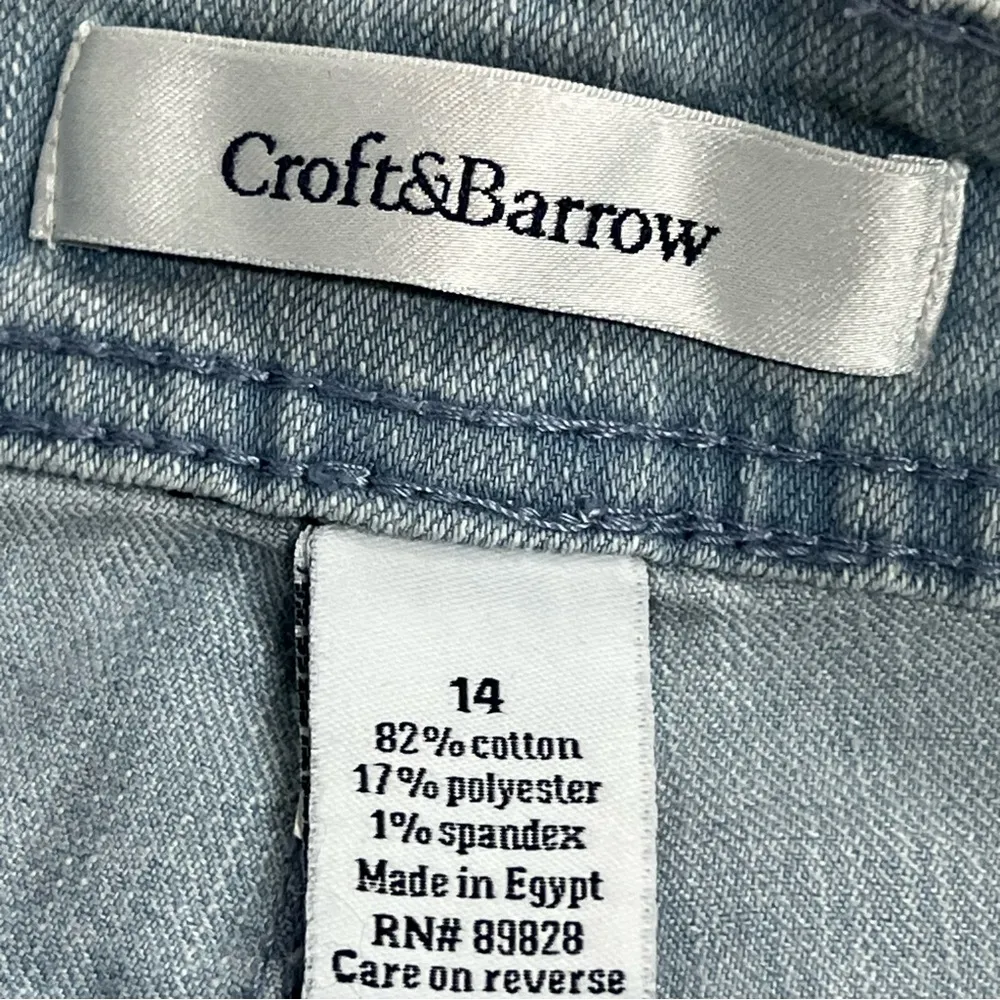 Croft&Barrow
14
82% cotton
17% polyester
1% spandex
Made in Egypt
RN# 89828
Care on reverse